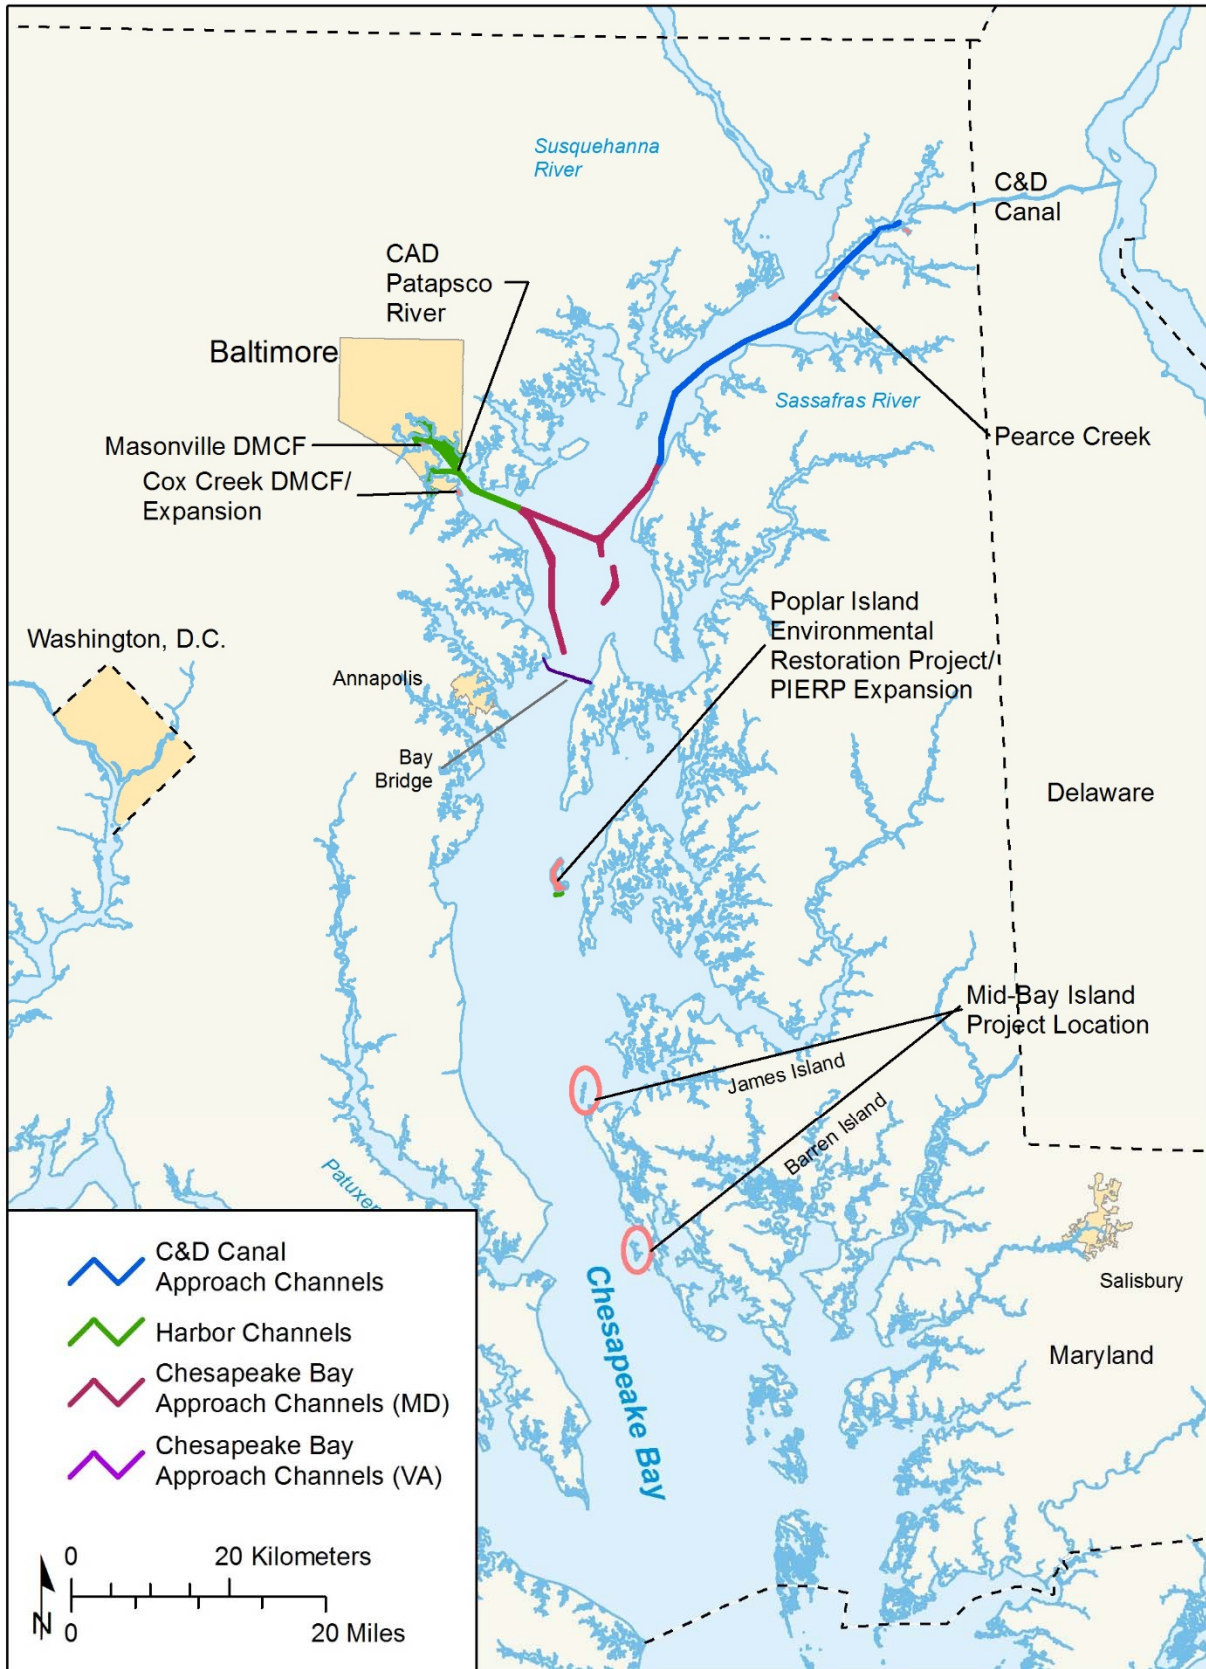 Susquehanna
River
C&D
Canal
CAD
Patapsco
River
Baltimore
Sassafras River
Masonville DMCF
Pearce Creek
Cox Creek DMCF/
Expansion
Poplar Island
Environmental
Restoration Project/
PIERP Expansion
Washington, D.C.
Annapolis
Bay
Bridge
Delaware
Mid-Bay Island
Project Location
James Island
Barren Island
Patuxen
Salisbury
Chesapeake Bay
Maryland
C&D Canal
Approach Channels
Harbor Channels
Chesapeake Bay
Approach Channels (MD)
Chesapeake Bay
Approach Channels (VA)
0 20 Kilometers
N
0 20 Miles